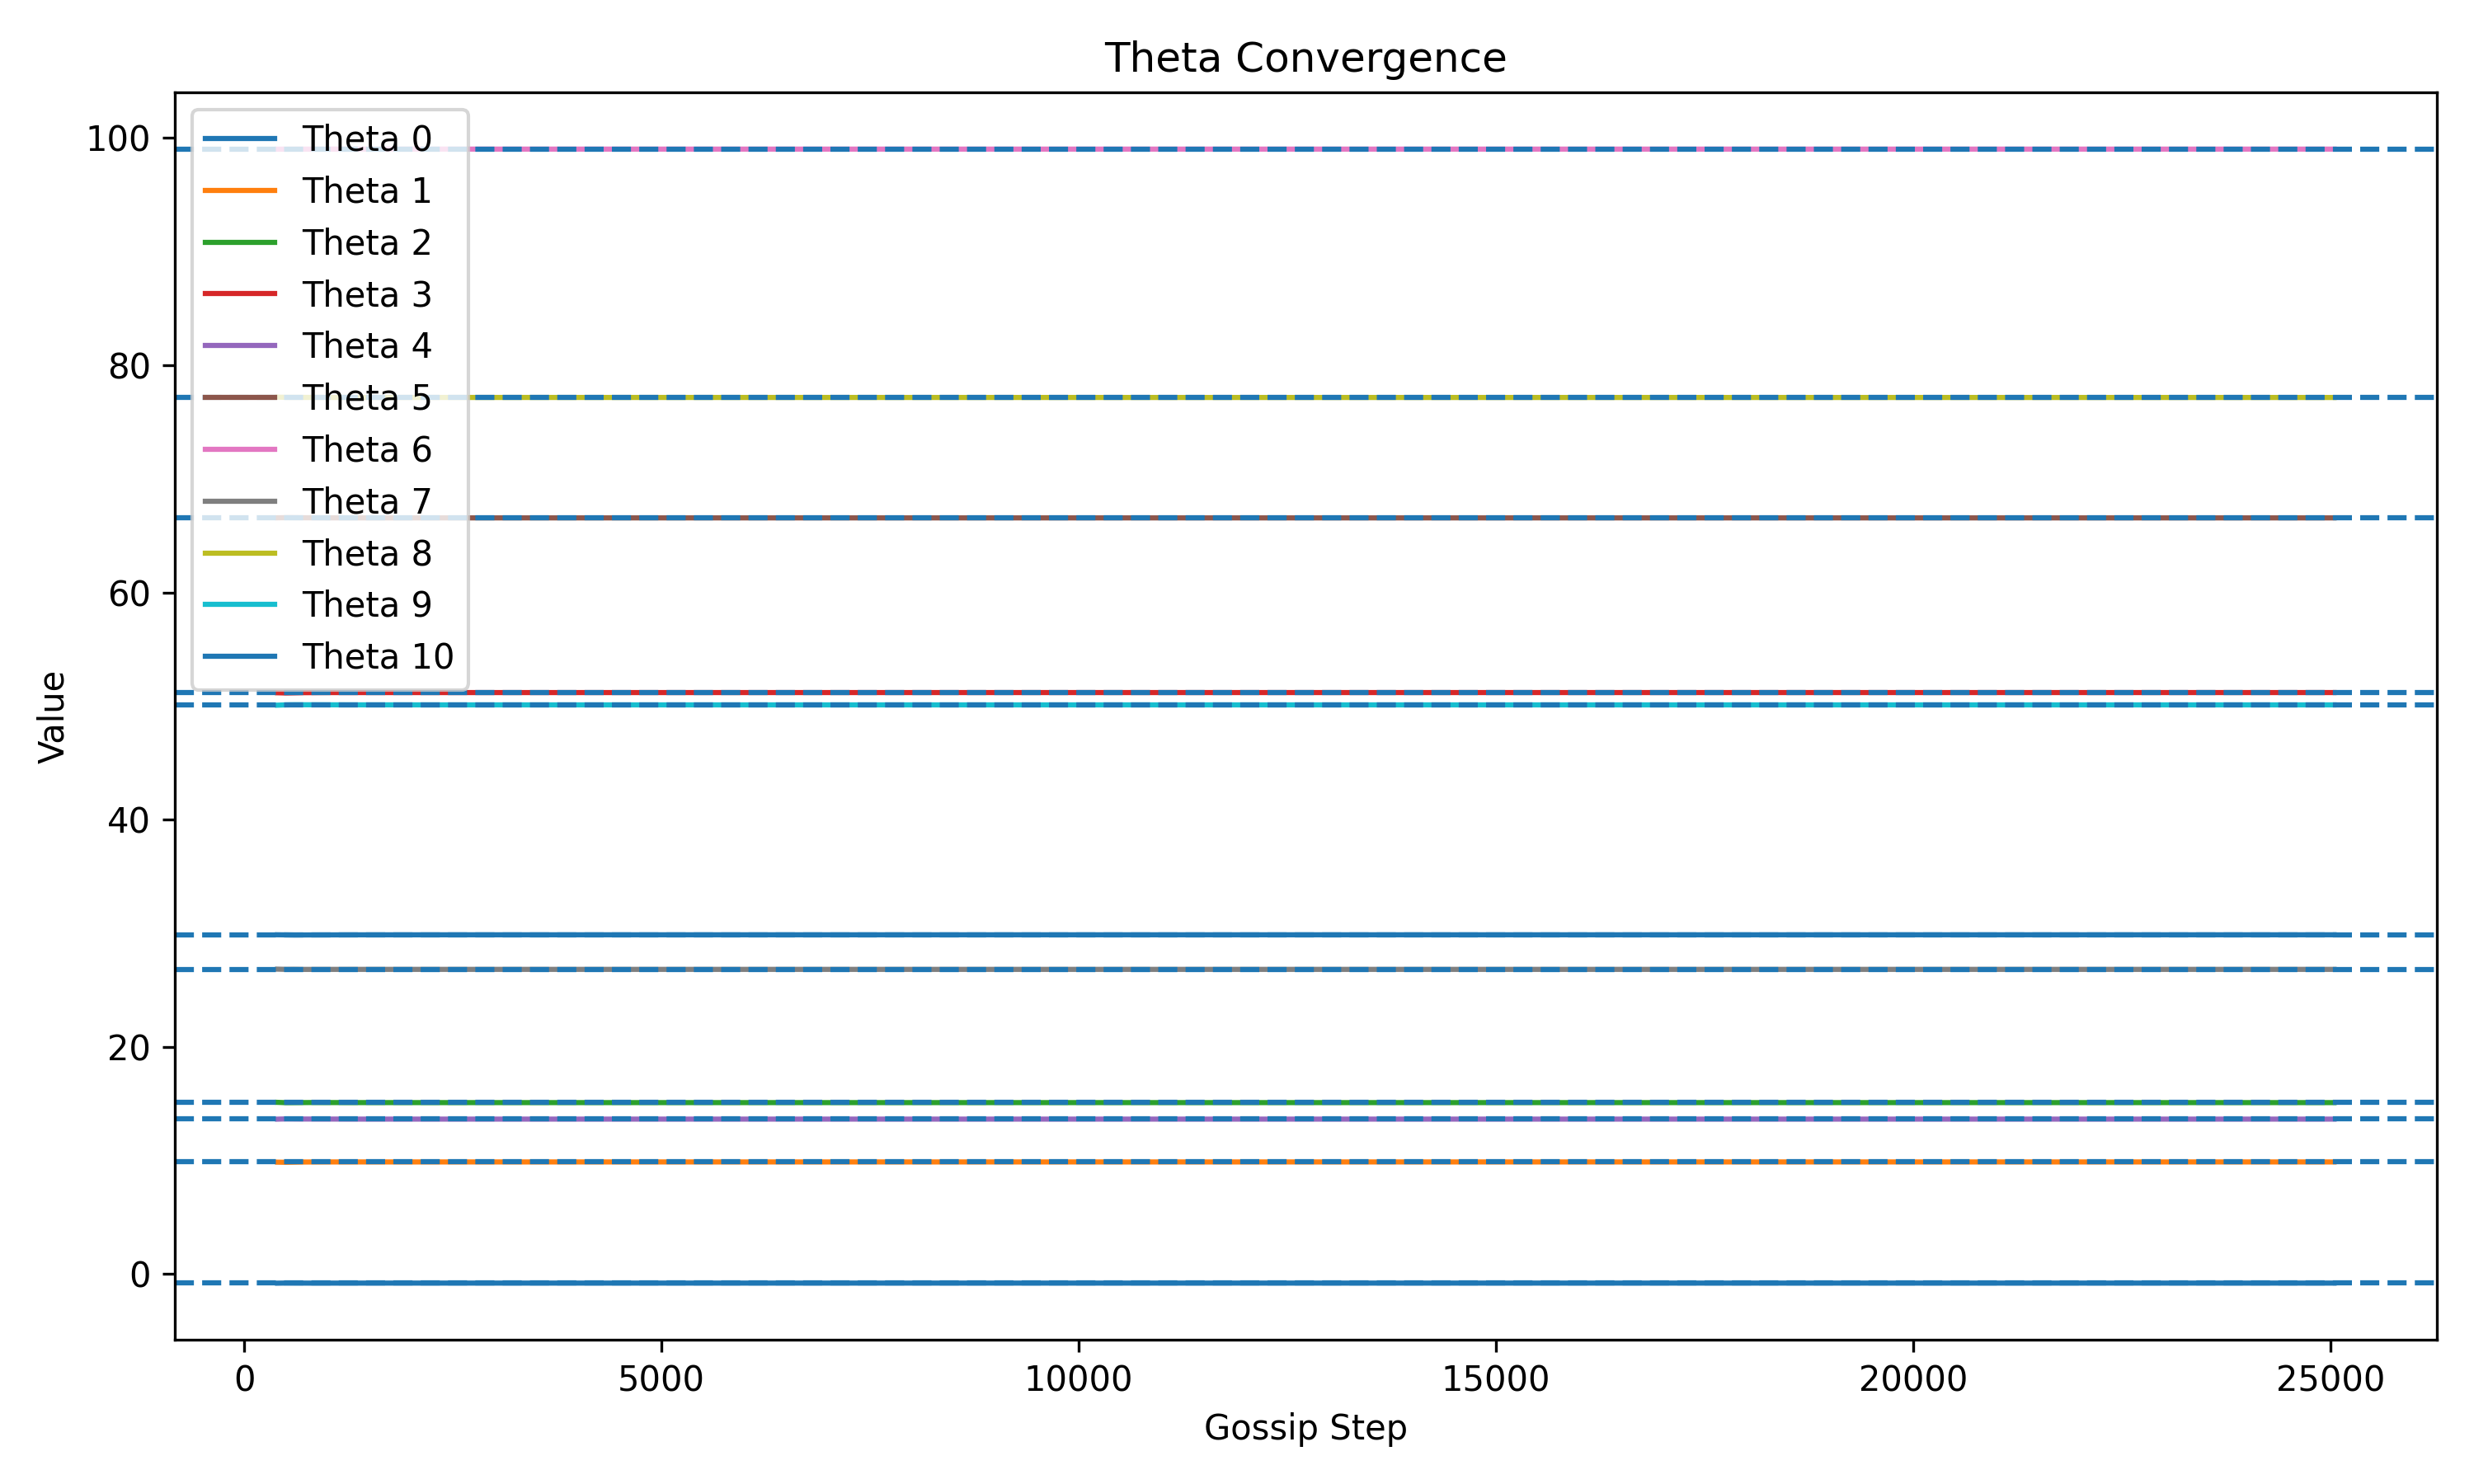 Theta Convergence
100
80
60
40
20
0
Value
Theta 0
Theta 1
Theta 2
Theta 3
Theta 4
Theta 5
Theta 6
Theta 7
Theta 8
Theta 9
Theta 10
0 5000 10000 15000 20000 25000
Gossip Step